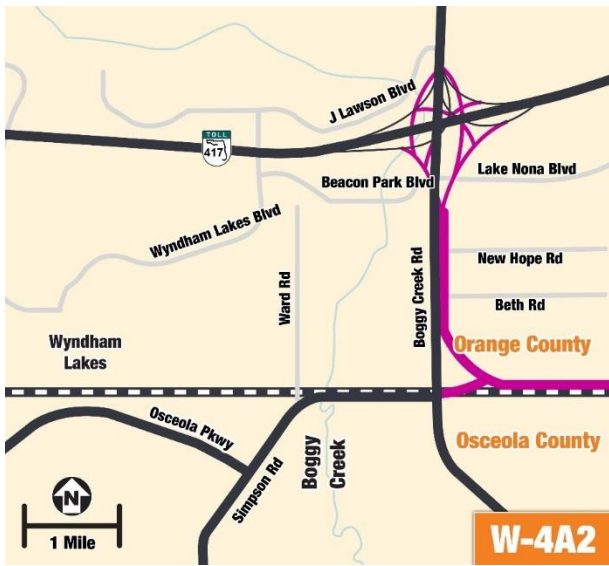 J Lawson Blvd
TOLL
417
Lake Nona Blvd
Beacon Park Blvd
Wyndham Lakes Blvd
Ward Rd
Boggy Creek Rd
New Hope Rd
Beth Rd
Wyndham
Lakes
Orange County
Osceola Pkwy
Osceola County
Simpson Rd
Boggy
Creek
N
1 Mile
W-4A2